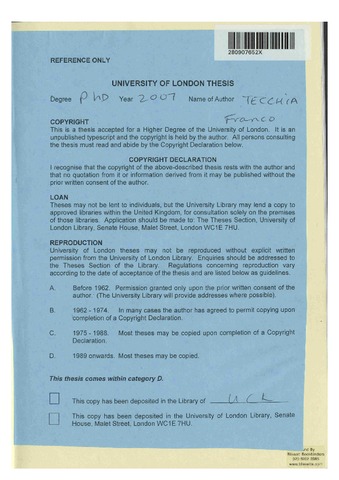 280907652X
REFERENCE ONLY
UNIVERSITY OF LONDON THESIS
Degree PhD Year 2007 Name of Author TECCHIA
Franco
COPYRIGHT
This is a thesis accepted for a Higher Degree of the University of London. It is an
unpublished typescript and the copyright is held by the author. All persons consulting
the thesis must read and abide by the Copyright Declaration below.
COPYRIGHT DECLARATION
I recognise that the copyright of the above-described thesis rests with the author and
that no quotation from it or information derived from it may be published without the
prior written consent of the author.
LOAN
Theses may not be lent to individuals, but the University Library may lend a copy to
approved libraries within the United Kingdom, for consultation solely on the premises
of those libraries. Application should be made to: The Theses Section, University of
London Library, Senate House, Malet Street, London WC1E 7HU.
REPRODUCTION
University of London theses may not be reproduced without explicit written
permission from the University of London Library. Enquiries should be addressed to
the Theses Section of the Library. Regulations concerning reproduction vary
according to the date of acceptance of the thesis and are listed below as guidelines.
A. Before 1962. Permission granted only upon the prior written consent of the
author. (The University Library will provide addresses where possible).
B. 1962 - 1974. In many cases the author has agreed to permit copying upon
completion of a Copyright Declaration.
C. 1975 - 1988. Most theses may be copied upon completion of a Copyright
Declaration.
D. 1989 onwards. Most theses may be copied.
This thesis comes within category D.
This copy has been deposited in the Library of UCL
This copy has been deposited in the University of London Library, Senate
House, Malet Street, London WC1E 7HU.